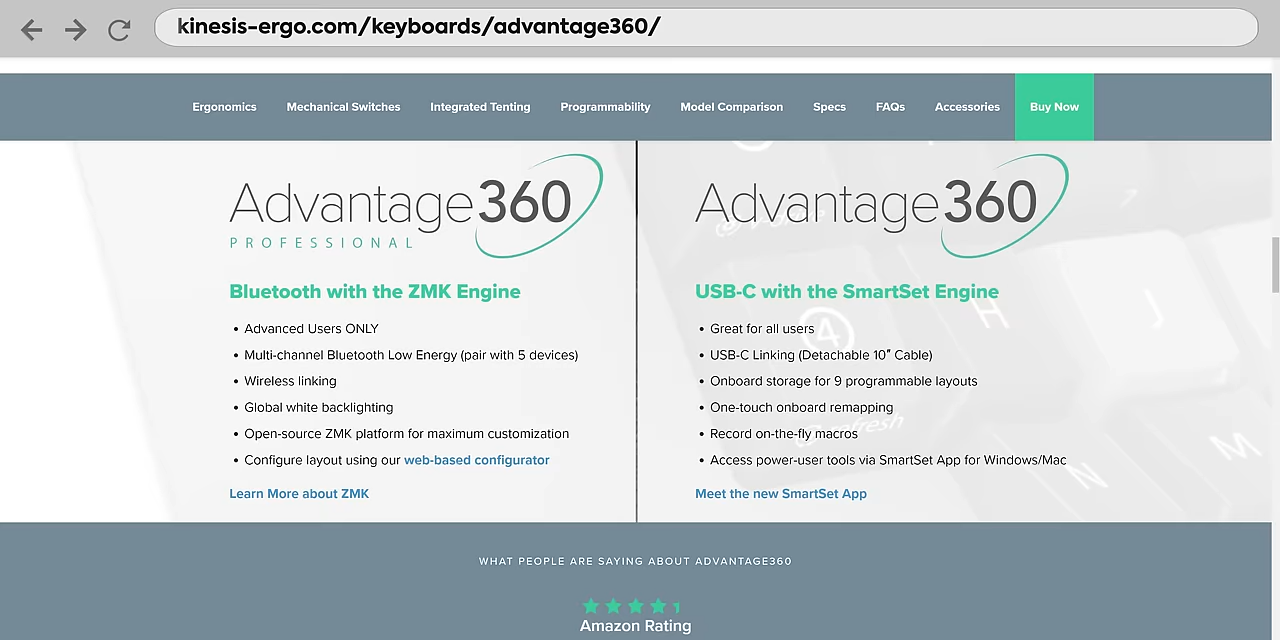 kinesis-ergo.com/keyboards/advantage360/
Ergonomics Mechanical Switches Integrated Tenting Programmability Model Comparison Specs FAQs Accessories Buy Now
Advantage360
PROFESSIONAL
Bluetooth with the ZMK Engine
• Advanced Users ONLY
• Multi-channel Bluetooth Low Energy (pair with 5 devices)
• Wireless linking
• Global white backlighting
• Open-source ZMK platform for maximum customization
• Configure layout using our web-based configurator
Learn More about ZMK
Advantage360
USB-C with the SmartSet Engine
• Great for all users
• USB-C Linking (Detachable 10″ Cable)
• Onboard storage for 9 programmable layouts
• One-touch onboard remapping
• Record on-the-fly macros
• Access power-user tools via SmartSet App for Windows/Mac
Meet the new SmartSet App
4
H
J
refresh
N
M
WHAT PEOPLE ARE SAYING ABOUT ADVANTAGE360
Amazon Rating